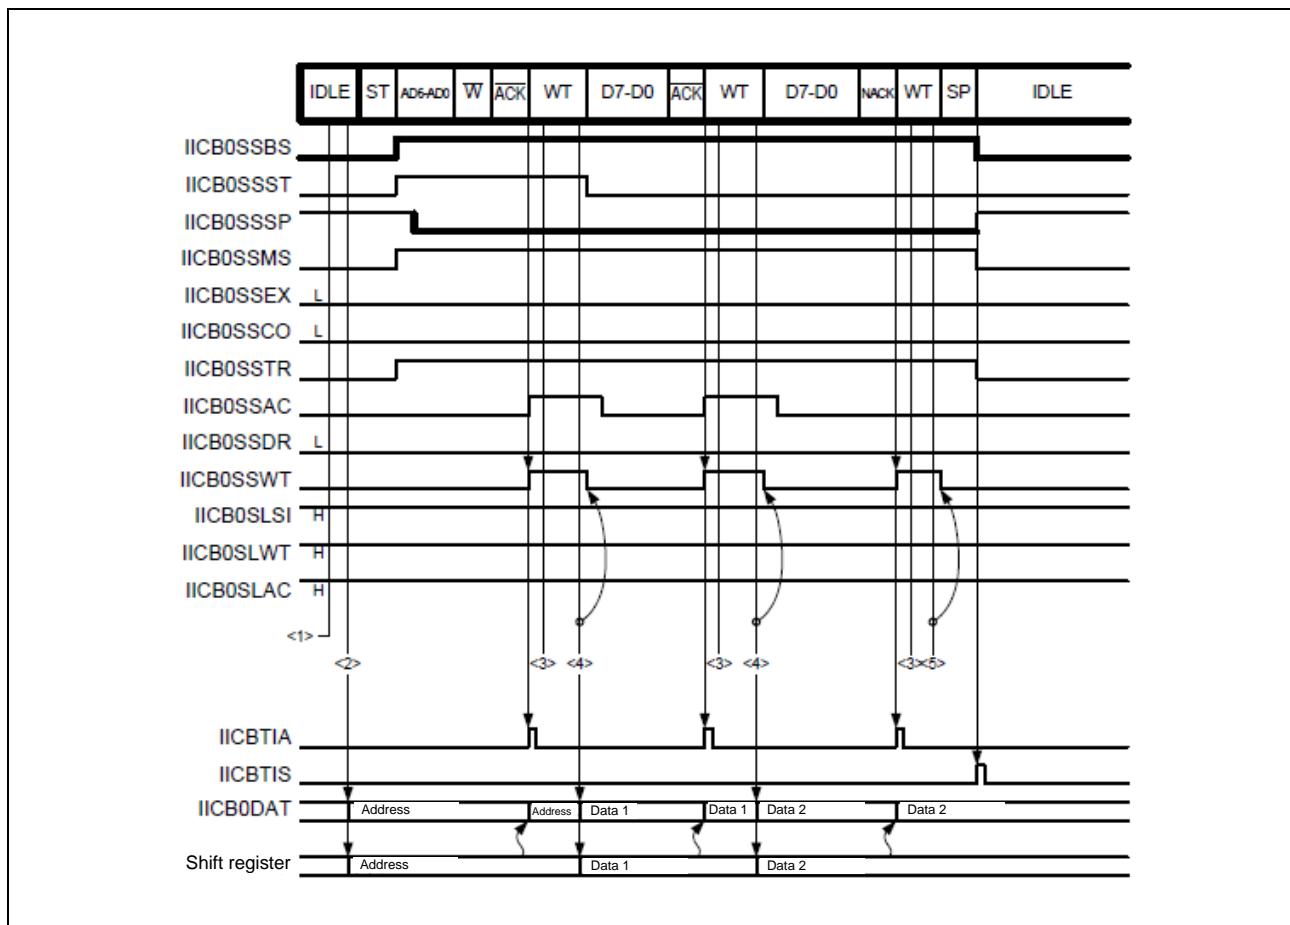 IDLE ST AD6-AD0 W ACK WT D7-D0 ACK WT D7-D0 NACK WT SP IDLE
IICB0SSBS
IICB0SSST
IICB0SSSP
IICB0SSMS
IICB0SSEX L
IICB0SSCO L
IICB0SSTR
IICB0SSAC
IICB0SSDR L
IICB0SSWT
IICB0SLSI H
IICB0SLWT H
IICB0SLAC H
<1>
<2> <3> <4> <3> <4> <3> <5>
IICBTIA
IICBTIS
IICB0DAT Address Address Data 1 Data 1 Data 2 Data 2
Shift register Address Data 1 Data 2